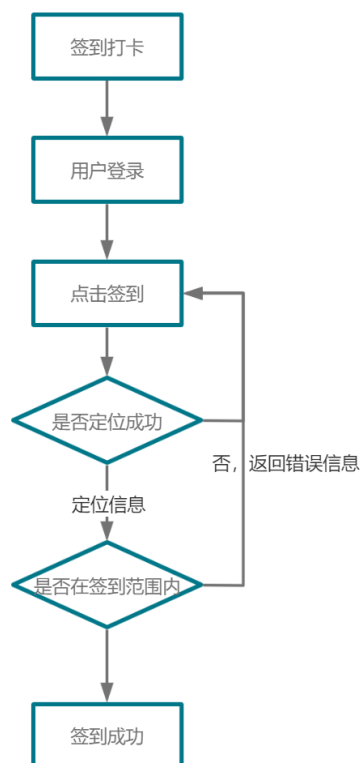 签到打卡
用户登录
点击签到
是否定位成功
否，返回错误信息
定位信息
是否在签到范围内
签到成功